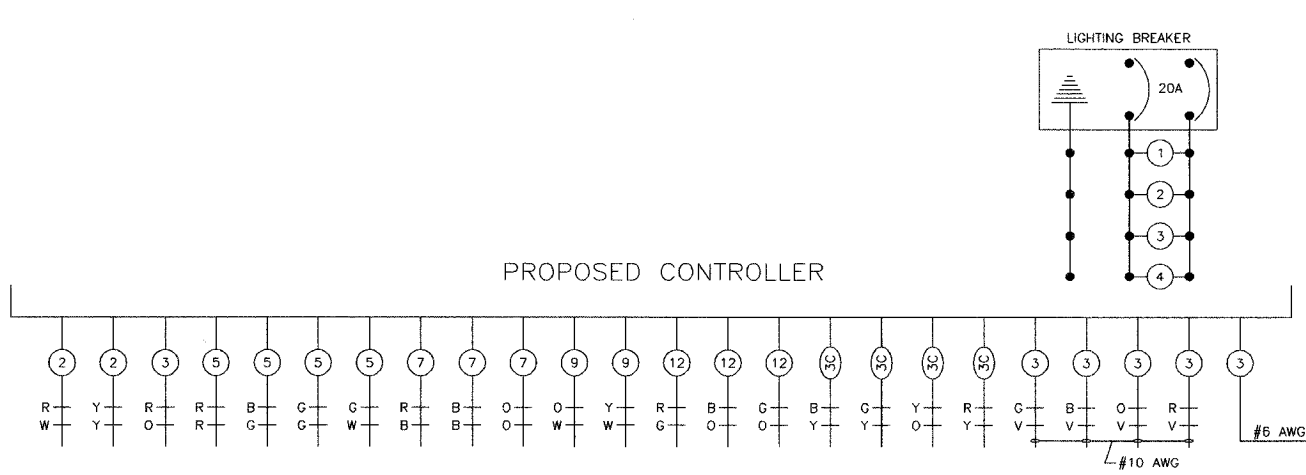 LIGHTING BREAKER
20A
1
2
3
4
PROPOSED CONTROLLER
2 2 3 5 5 5 5 7 7 7 9 9 12 12 12 3C 3C 3C 3C 3 3 3 3 3
R Y R R B G G R B O O Y R B G B G Y R G B O R
W Y O R G G W B B O W W G O O Y Y O Y V V V V
#6 AWG
#10 AWG